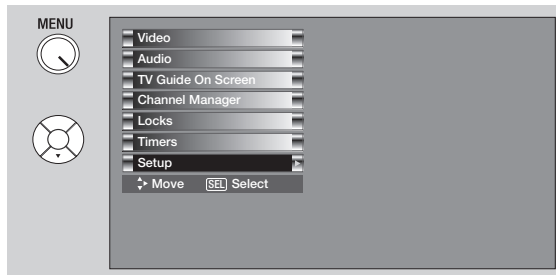 MENU
Video
Audio
TV Guide On Screen
Channel Manager
Locks
Timers
Setup
Move SEL Select